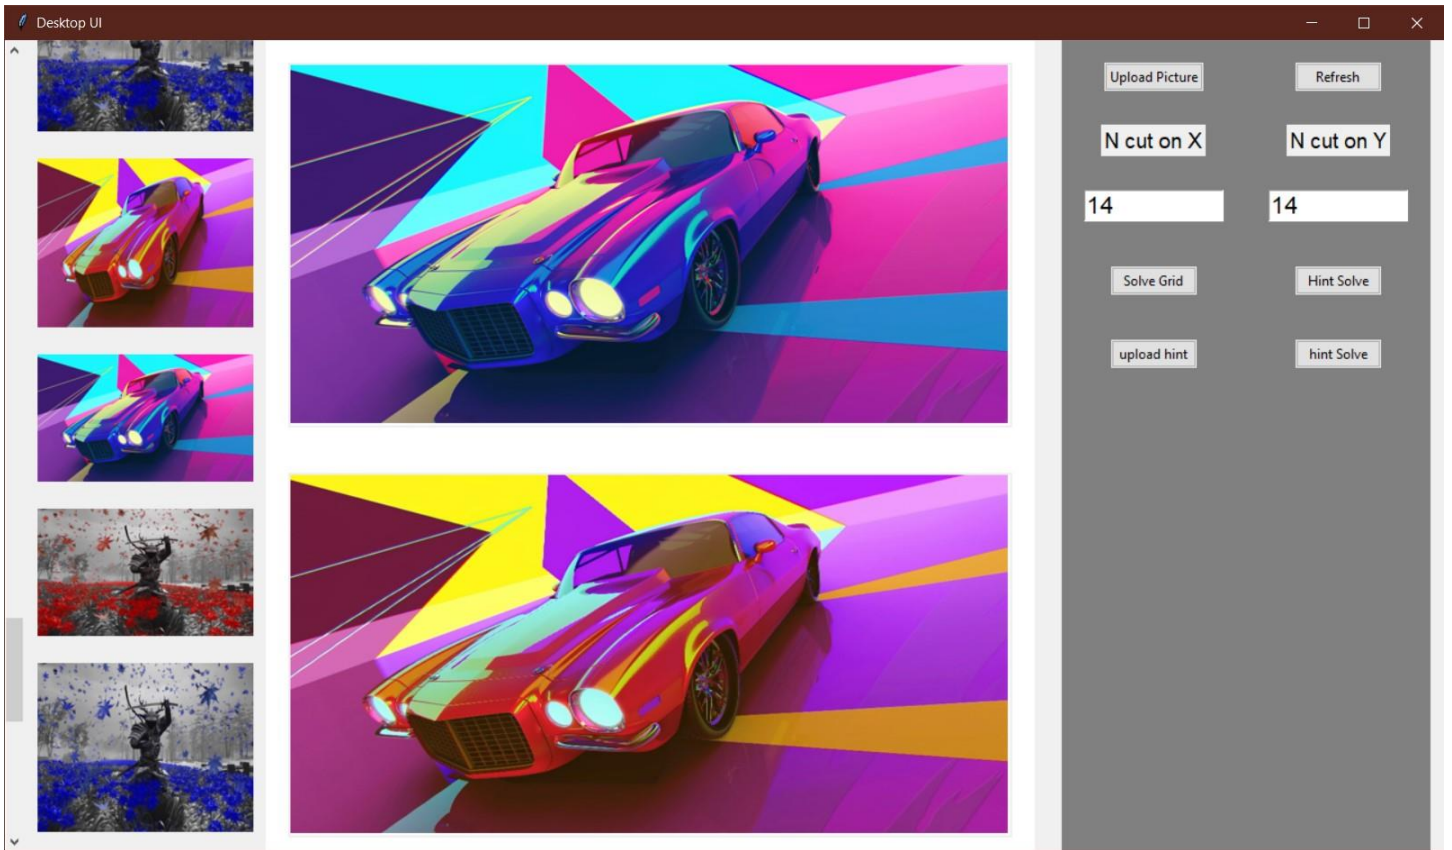 Desktop UI
Upload Picture
Refresh
N cut on X
N cut on Y
14
14
Solve Grid
Hint Solve
upload hint
hint Solve